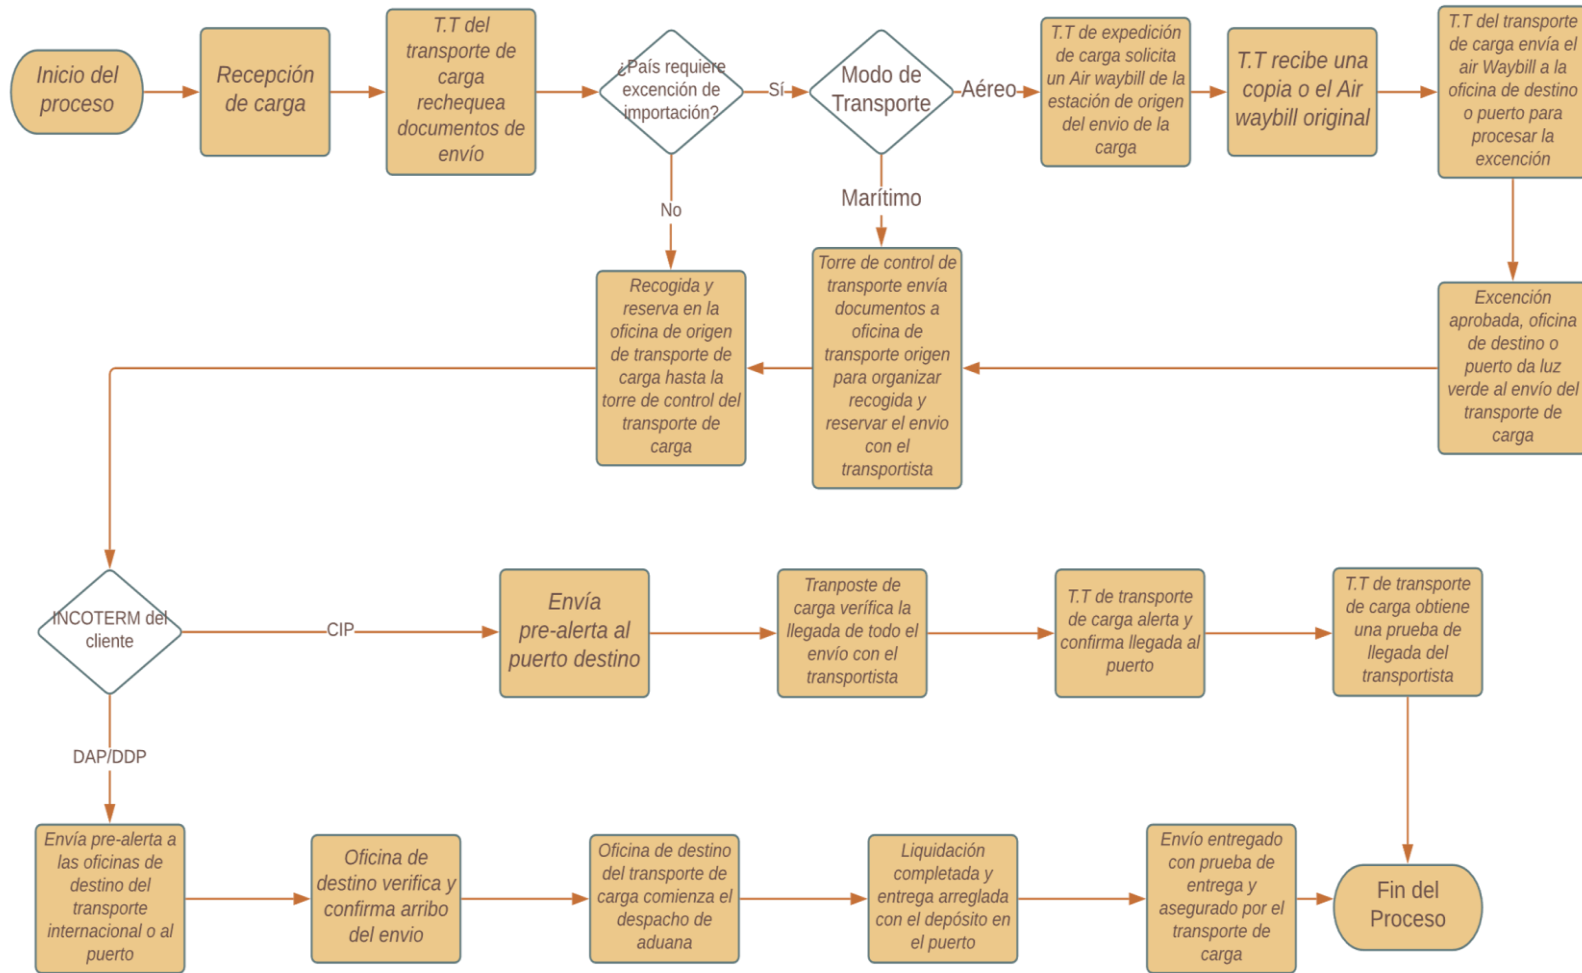 Inicio del
proceso
Recepción
de carga
T.T del
transporte de
carga
rechequea
documentos de
envío
¿País requiere
excención de
importación?
Sí
No
Modo de
Transporte
Aéreo
Marítimo
T.T de expedición
de carga solicita
un Air waybill de la
estación de origen
del envio de la
carga
T.T recibe una
copia o el Air
waybill original
T.T del transporte
de carga envía el
air Waybill a la
oficina de destino
o puerto para
procesar la
excención
Recogida y
reserva en la
oficina de origen
de transporte de
carga hasta la
torre de control del
transporte de
carga
Torre de control de
transporte envía
documentos a
oficina de
transporte origen
para organizar
recogida y
reservar el envio
con el
transportista
Excención
aprobada, oficina
de destino o
puerto da luz
verde al envío del
transporte de
carga
INCOTERM del
cliente
CIP
DAP/DDP
Envía
pre-alerta al
puerto destino
Tranposte de
carga verífica la
llegada de todo el
envío con el
transportista
T.T de transporte
de carga alerta y
confirma llegada al
puerto
T.T de transporte
de carga obtiene
una prueba de
llegada del
transportista
Envía pre-alerta a
las oficinas de
destino del
transporte
internacional o al
puerto
Oficina de
destino verifica y
confirma arribo
del envio
Oficina de destino
del transporte de
carga comienza el
despacho de
aduana
Liquidación
completada y
entrega arreglada
con el depósito en
el puerto
Envío entregado
con prueba de
entrega y
asegurado por el
transporte de
carga
Fin del
Proceso